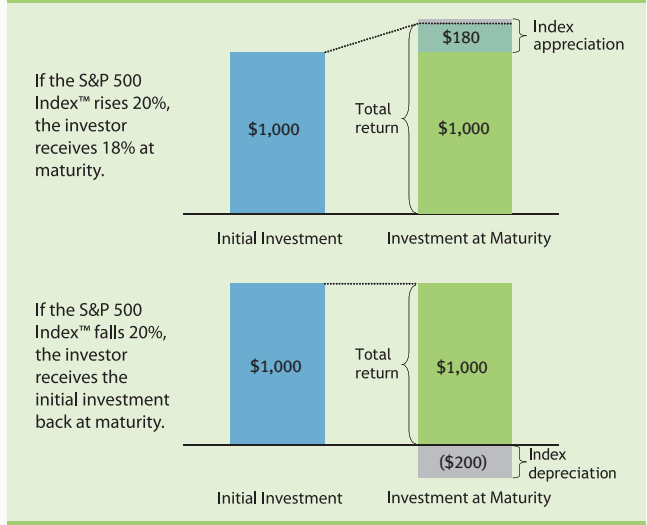 If the S&P 500
Index™ rises 20%,
the investor
receives 18% at
maturity.
$1,000
Total
return
$180
$1,000
Index
appreciation
Initial Investment
Investment at Maturity
If the S&P 500
Index™ falls 20%,
the investor
receives the
initial investment
back at maturity.
$1,000
Total
return
$1,000
($200)
Index
depreciation
Initial Investment
Investment at Maturity